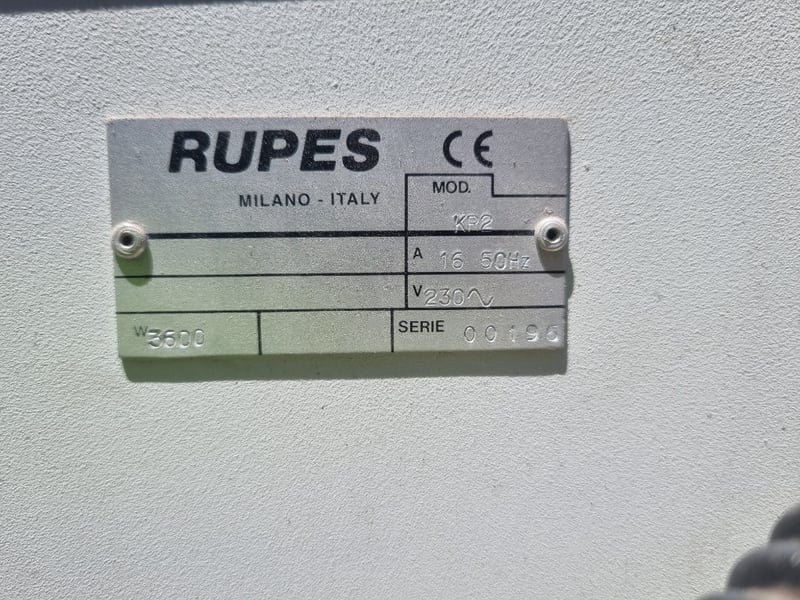 RUPES CE
MILANO - ITALY
MOD.
KP2
A 16 50Hz
V 230∿
W 3600
SERIE 00196